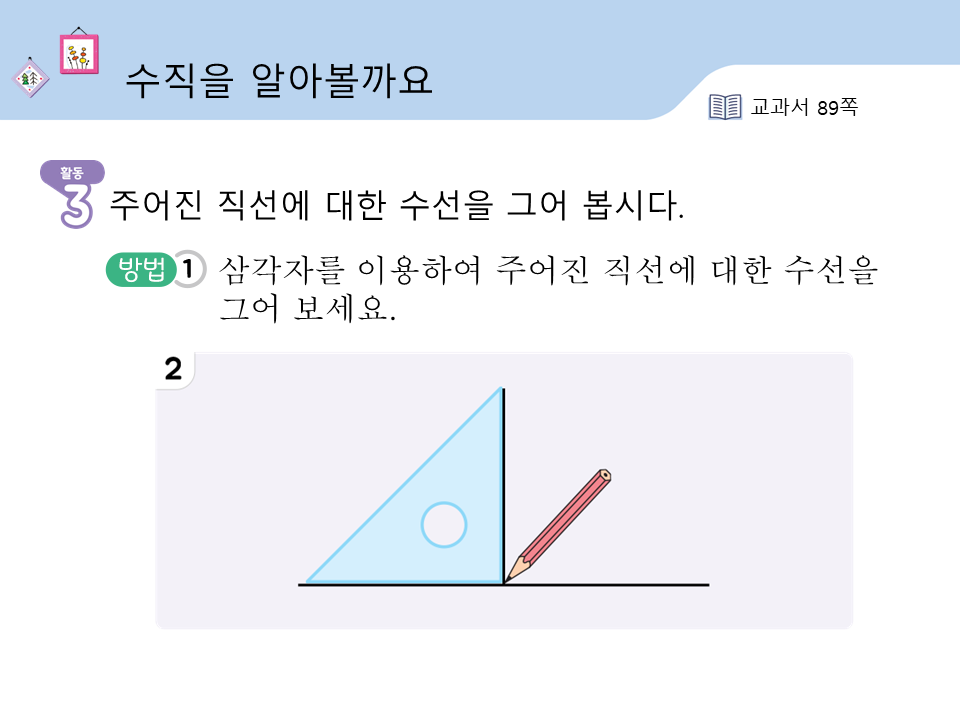 수직을 알아볼까요
교과서 89쪽
활동
3 주어진 직선에 대한 수선을 그어 봅시다.
방법 1 삼각자를 이용하여 주어진 직선에 대한 수선을
그어 보세요.
2